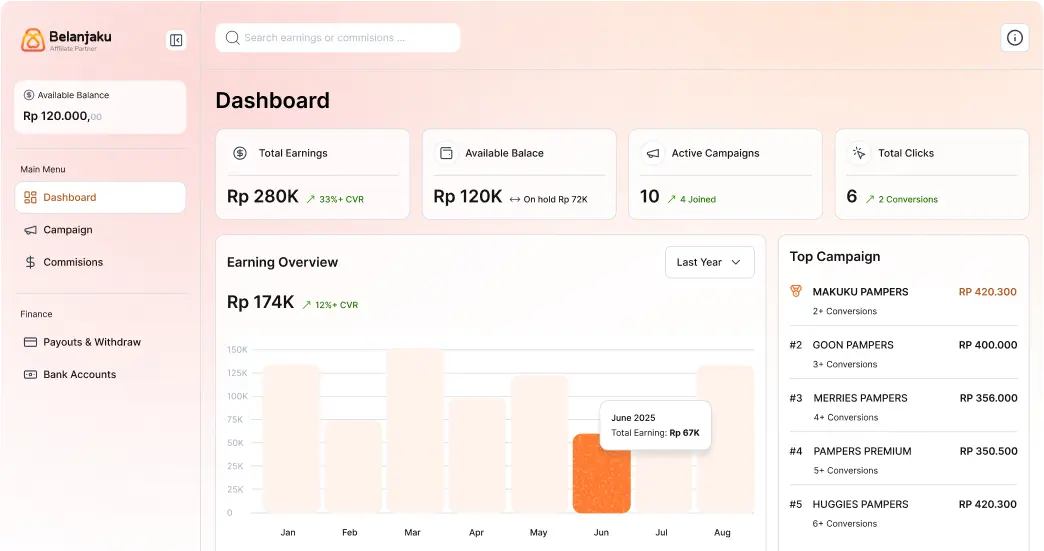 Belanjaku
Affiliate Partner
Search earnings or commisions ...
Available Balance
Rp 120.000,00
Main Menu
Dashboard
Campaign
Commisions
Finance
Payouts & Withdraw
Bank Accounts
Dashboard
Total Earnings
Rp 280K 33%+ CVR
Available Balace
Rp 120K On hold Rp 72K
Active Campaigns
10 4 Joined
Total Clicks
6 2 Conversions
Earning Overview
Last Year
Rp 174K 12%+ CVR
150K
125K
100K
75K
50K
25K
25K
0
June 2025
Total Earning: Rp 67K
Jan Feb Mar Apr May Jun Jul Aug
Top Campaign
MAKUKU PAMPERS RP 420.300
2+ Conversions
#2 GOON PAMPERS RP 400.000
3+ Conversions
#3 MERRIES PAMPERS RP 356.000
4+ Conversions
#4 PAMPERS PREMIUM RP 350.500
5+ Conversions
#5 HUGGIES PAMPERS RP 420.300
6+ Conversions